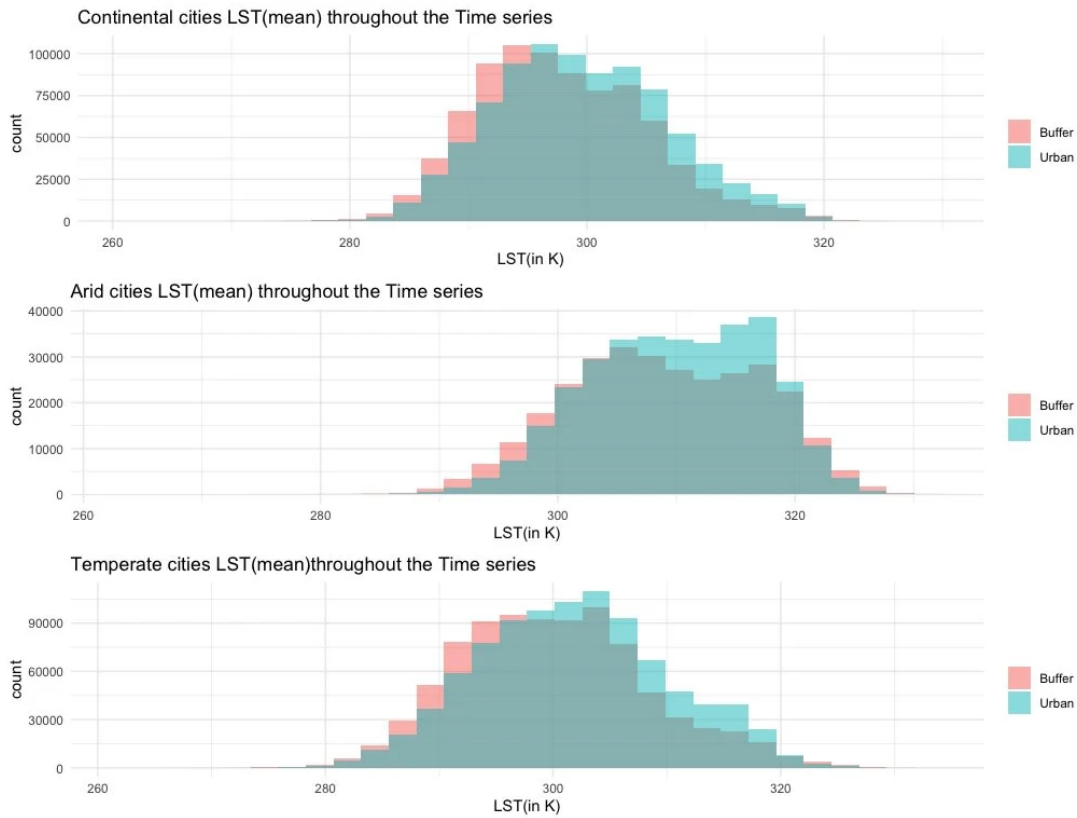 Continental cities LST(mean) throughout the Time series
100000
75000
50000
25000
0
count
260 280 300 320
LST(in K)
Buffer
Urban
Arid cities LST(mean) throughout the Time series
40000
30000
20000
10000
0
count
260 280 300 320
LST(in K)
Buffer
Urban
Temperate cities LST(mean)throughout the Time series
90000
60000
30000
0
count
260 280 300 320
LST(in K)
Buffer
Urban